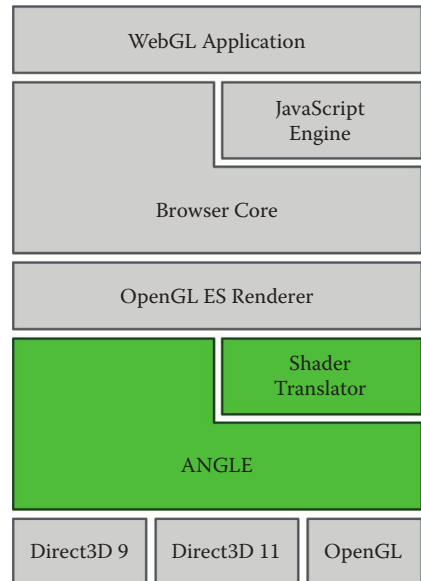 WebGL Application
JavaScript
Engine
Browser Core
OpenGL ES Renderer
Shader
Translator
ANGLE
Direct3D 9
Direct3D 11
OpenGL